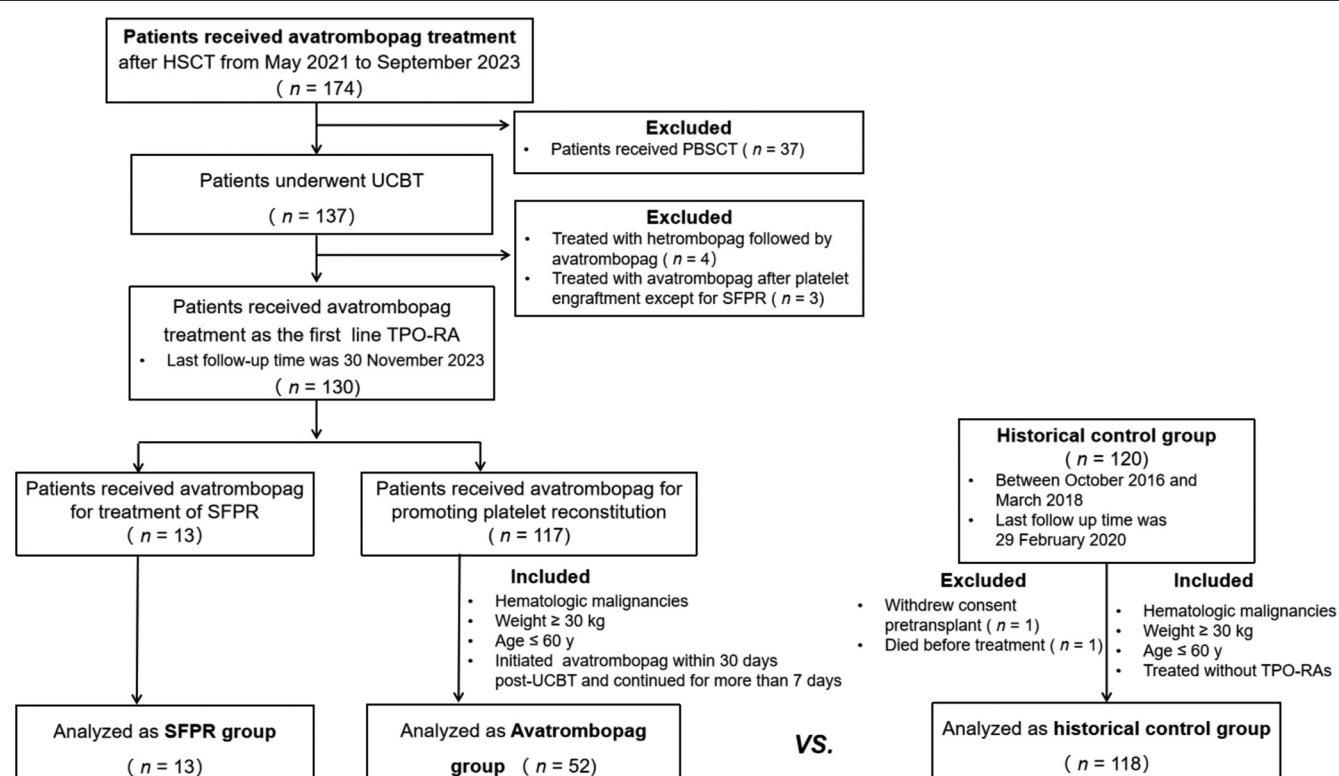 Patients received avatrombopag treatment
after HSCT from May 2021 to September 2023
( n = 174)
Excluded
• Patients received PBSCT ( n = 37)
Patients underwent UCBT
( n = 137)
Excluded
• Treated with hetrombopag followed by
avatrombopag ( n = 4)
• Treated with avatrombopag after platelet
engraftment except for SFPR ( n = 3)
Patients received avatrombopag
treatment as the first line TPO-RA
• Last follow-up time was 30 November 2023
( n = 130)
Patients received avatrombopag
for treatment of SFPR
( n = 13)
Patients received avatrombopag for
promoting platelet reconstitution
( n = 117)
Included
• Hematologic malignancies
• Weight ≥ 30 kg
• Age ≤ 60 y
• Initiated avatrombopag within 30 days
post-UCBT and continued for more than 7 days
Analyzed as SFPR group
( n = 13)
Analyzed as Avatrombopag
group ( n = 52)
VS.
Historical control group
( n = 120)
• Between October 2016 and
March 2018
• Last follow up time was
29 February 2020
Excluded
• Withdrew consent
pretransplant ( n = 1)
• Died before treatment ( n = 1)
Included
• Hematologic malignancies
• Weight ≥ 30 kg
• Age ≤ 60 y
• Treated without TPO-RAs
Analyzed as historical control group
( n = 118)